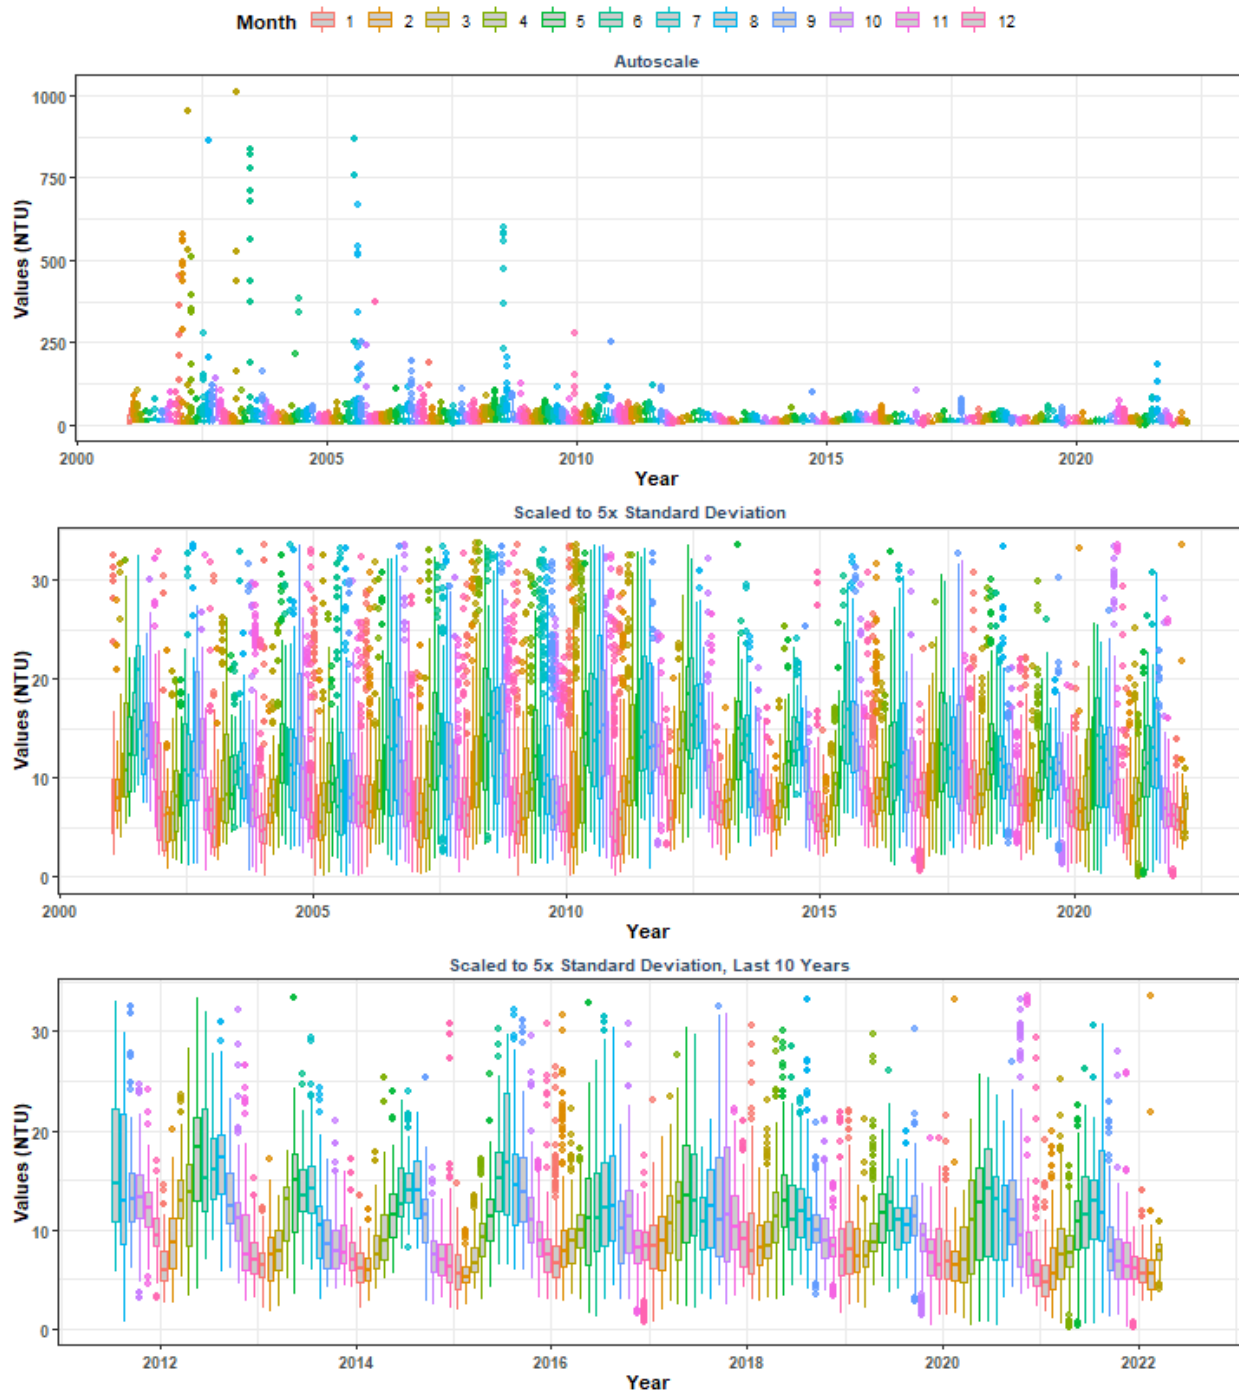 Month 1 2 3 4 5 6 7 8 9 10 11 12
Autoscale
1000
750
500
250
0
Values (NTU)
2000 2005 2010 2015 2020
Year
Scaled to 5x Standard Deviation
30
20
10
0
Values (NTU)
2000 2005 2010 2015 2020
Year
Scaled to 5x Standard Deviation, Last 10 Years
30
20
10
0
Values (NTU)
2012 2014 2016 2018 2020 2022
Year